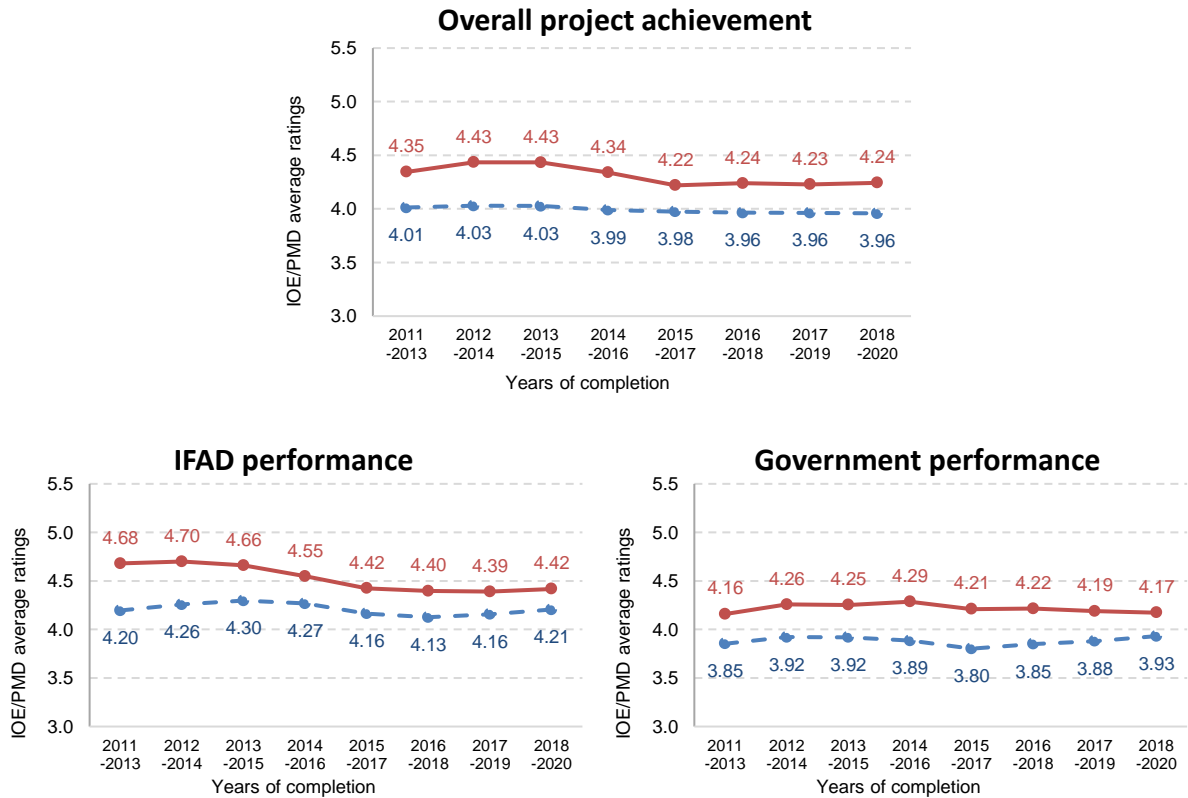 Overall project achievement
IOE/PMD average ratings
5.5
5.0
4.5
4.0
3.5
3.0
4.35 4.43 4.43 4.34 4.22 4.24 4.23 4.24
4.01 4.03 4.03 3.99 3.98 3.96 3.96 3.96
2011 2012 2013 2014 2015 2016 2017 2018
-2013 -2014 -2015 -2016 -2017 -2018 -2019 -2020
Years of completion
IFAD performance
IOE/PMD average ratings
5.5
5.0
4.5
4.0
3.5
3.0
4.68 4.70 4.66 4.55 4.42 4.40 4.39 4.42
4.20 4.26 4.30 4.27 4.16 4.13 4.16 4.21
2011 2012 2013 2014 2015 2016 2017 2018
-2013 -2014 -2015 -2016 -2017 -2018 -2019 -2020
Years of completion
Government performance
IOE/PMD average ratings
5.5
5.0
4.5
4.0
3.5
3.0
4.16 4.26 4.25 4.29 4.21 4.22 4.19 4.17
3.85 3.92 3.92 3.89 3.80 3.85 3.88 3.93
2011 2012 2013 2014 2015 2016 2017 2018
-2013 -2014 -2015 -2016 -2017 -2018 -2019 -2020
Years of completion